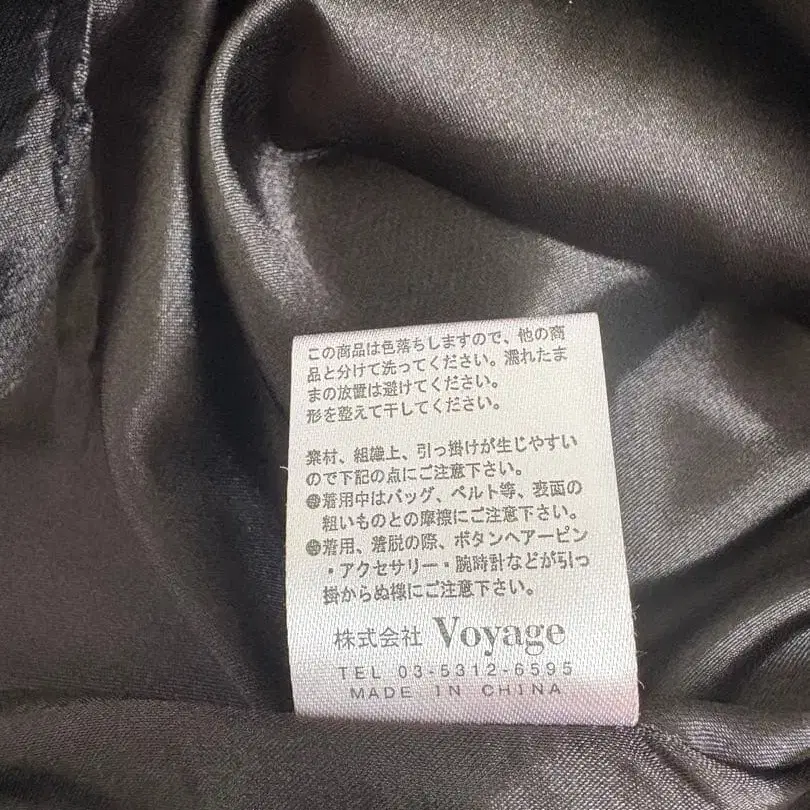 この商品は色落ちしますので、他の商
品と分けて洗ってください。濡れたま
まの放置は避けてください。
形を整えて干してください。
素材、組織上、引っ掛けが生じやすい
ので下記の点にご注意下さい。
●着用中はバッグ、ベルト等、表面の
粗いものとの摩擦にご注意下さい。
●着用、着脱の際、ボタンヘアーピン
・アクセサリー・腕時計などが引っ
掛からぬ様にご注意下さい。
株式会社 Voyage
TEL 03-5312-6595
MADE IN CHINA